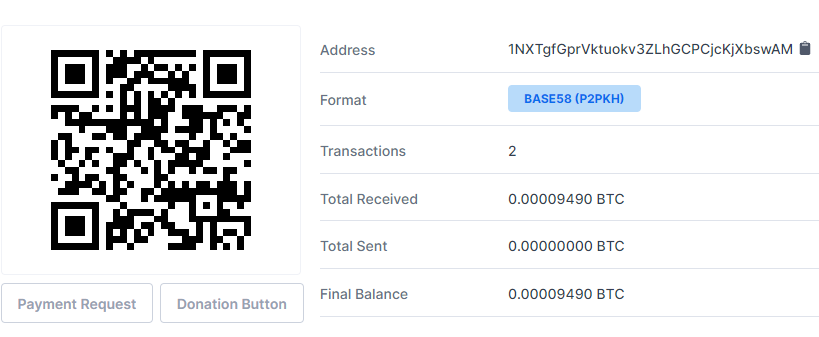 Address 1NXTgfGprVktuokv3ZLhGCPCjcKjXbswAM
Format BASE58 (P2PKH)
Transactions 2
Total Received 0.00009490 BTC
Total Sent 0.00000000 BTC
Final Balance 0.00009490 BTC
Payment Request Donation Button